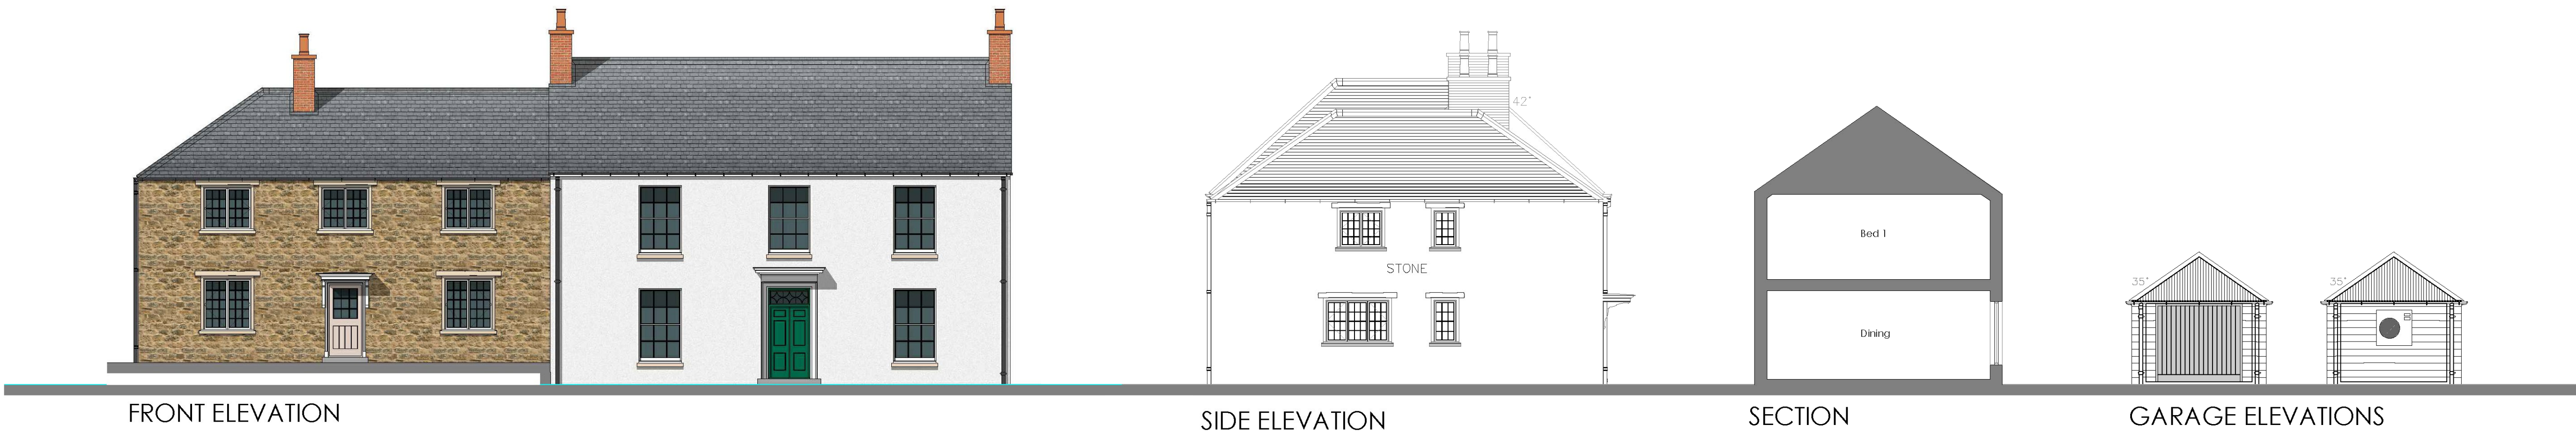 42°
STONE
Bed 1
Dining
35°
35°
FRONT ELEVATION
SIDE ELEVATION
SECTION
GARAGE ELEVATIONS